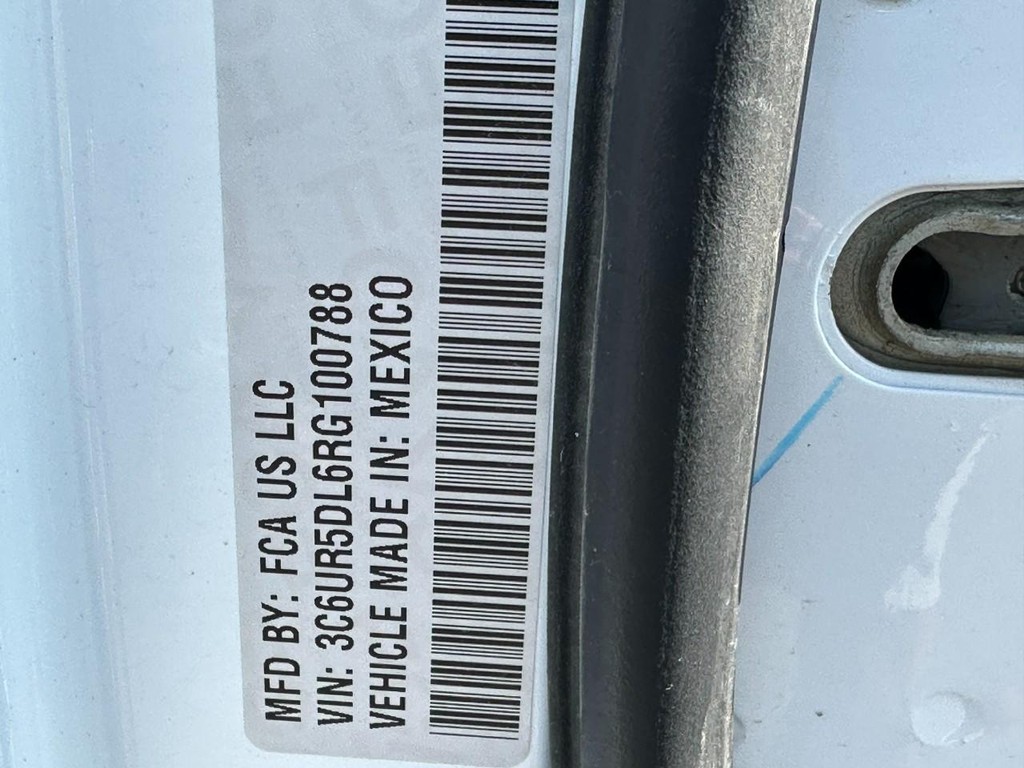 MFD BY: FCA US LLC
VIN: 3C6UR5DL6RG100788
VEHICLE MADE IN: MEXICO